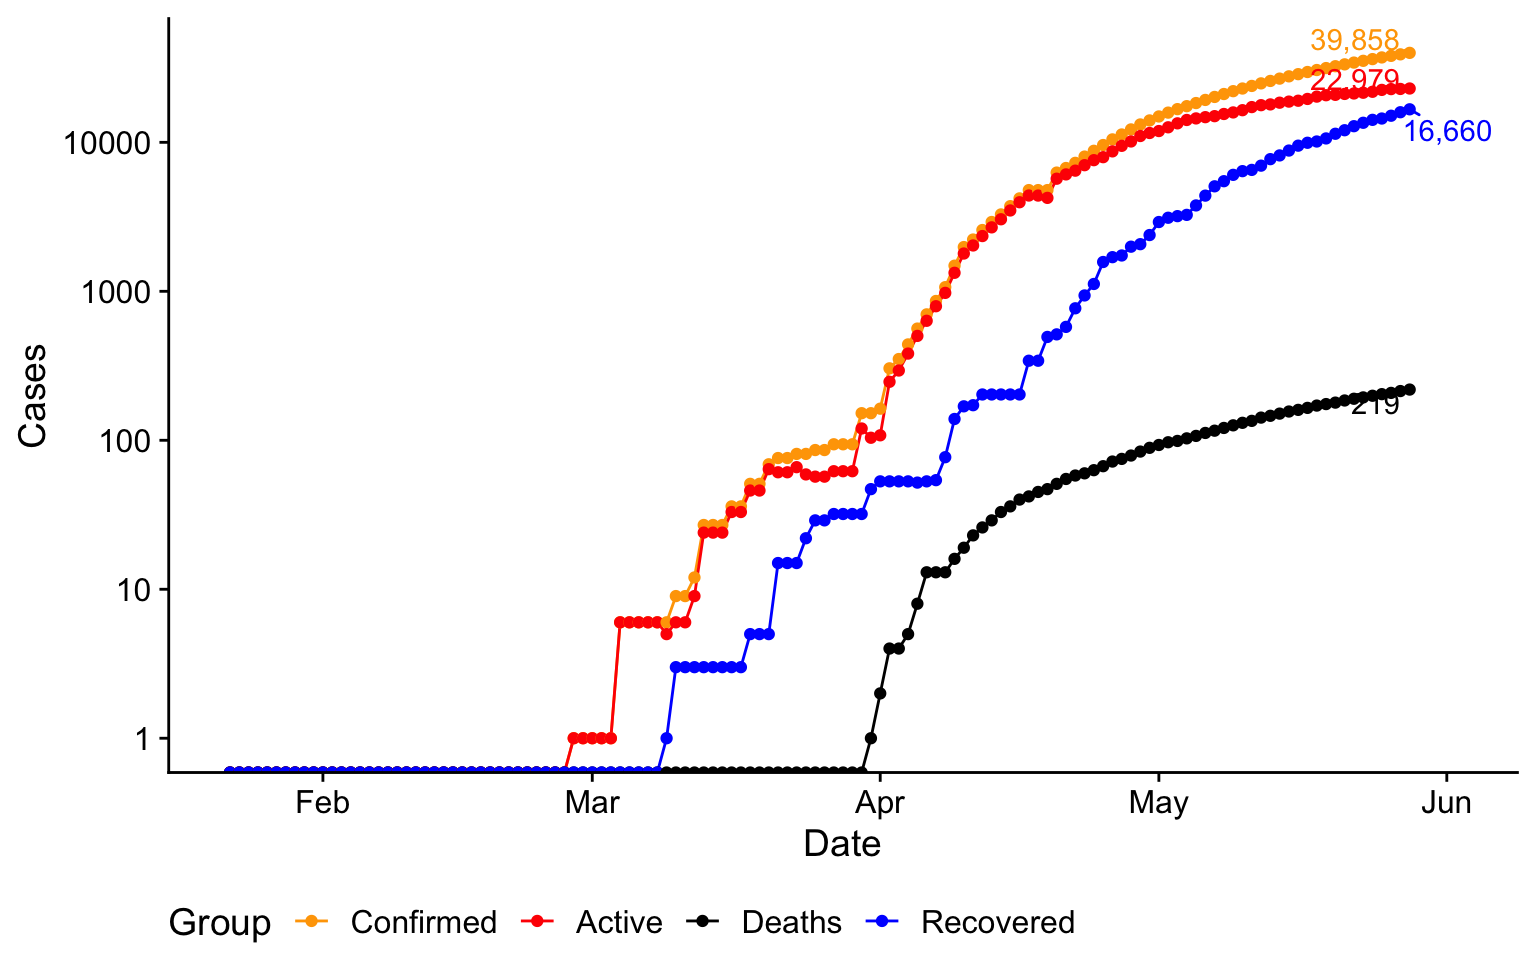 39,858
22,979
16,660
219
10000
1000
100
10
1
Cases
Feb Mar Apr May Jun
Date
Group Confirmed Active Deaths Recovered